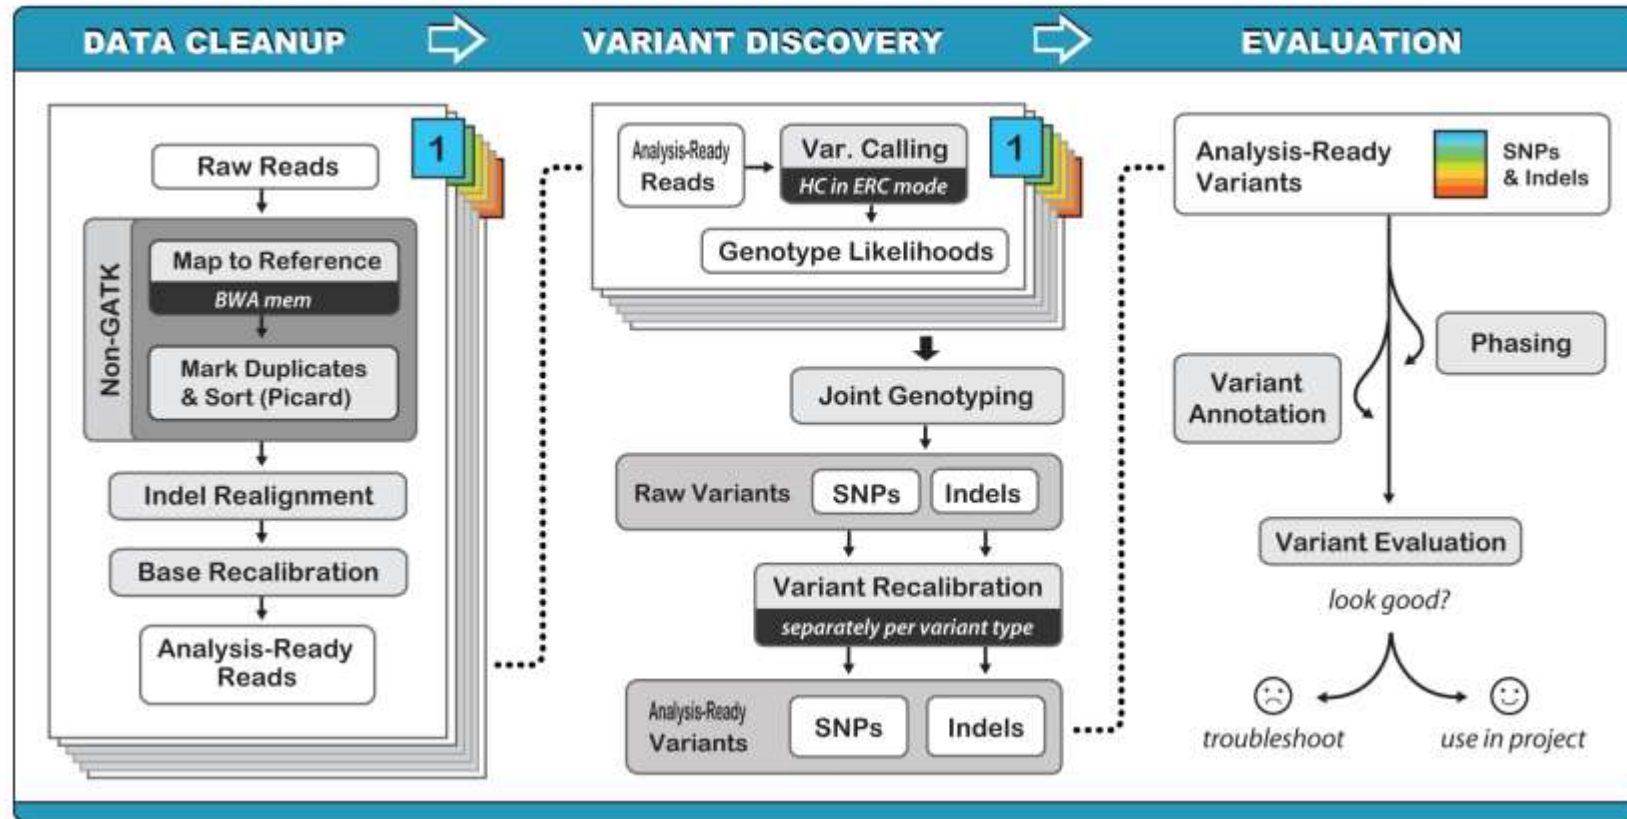 DATA CLEANUP
VARIANT DISCOVERY
EVALUATION
1
Raw Reads
Non-GATK
Map to Reference
BWA mem
Mark Duplicates
& Sort (Picard)
Indel Realignment
Base Recalibration
Analysis-Ready
Reads
1
Analysis-Ready
Reads
Var. Calling
HC in ERC mode
Genotype Likelihoods
Joint Genotyping
Raw Variants
SNPs
Indels
Variant Recalibration
separately per variant type
Analysis-Ready
Variants
SNPs
Indels
Analysis-Ready
Variants
SNPs
& Indels
Phasing
Variant
Annotation
Variant Evaluation
look good?
troubleshoot
use in project